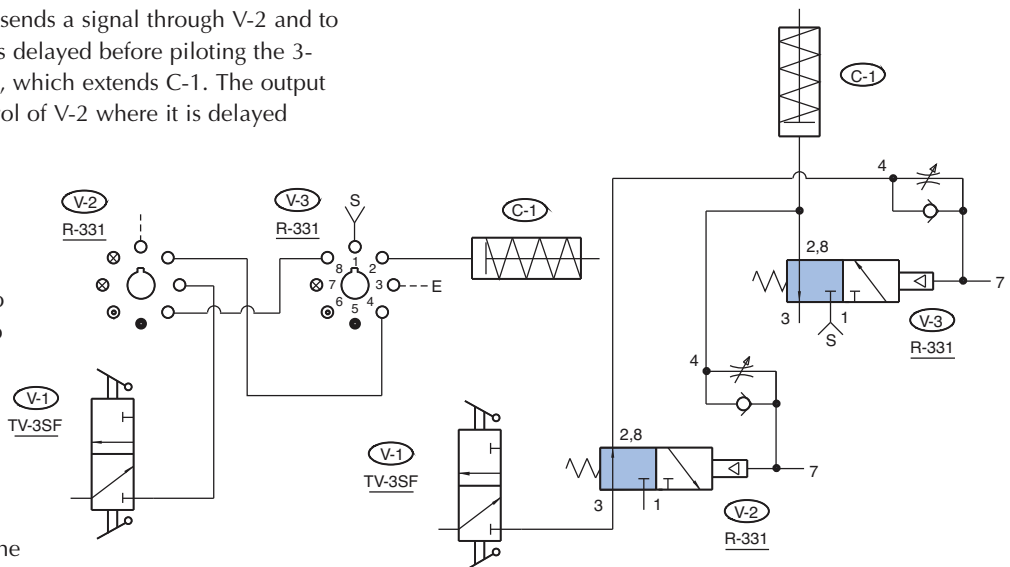 sends a signal through V-2 and to
s delayed before piloting the 3-
, which extends C-1. The output
rol of V-2 where it is delayed
C-1
4
7
2,8
3
1
S
V-3
R-331
V-2
R-331
V-3
R-331
S
1
2
3
4
5
6
7
8
E
C-1
o
o
V-1
TV-3SF
4
7
2,8
3
1
V-2
R-331
V-1
TV-3SF
he